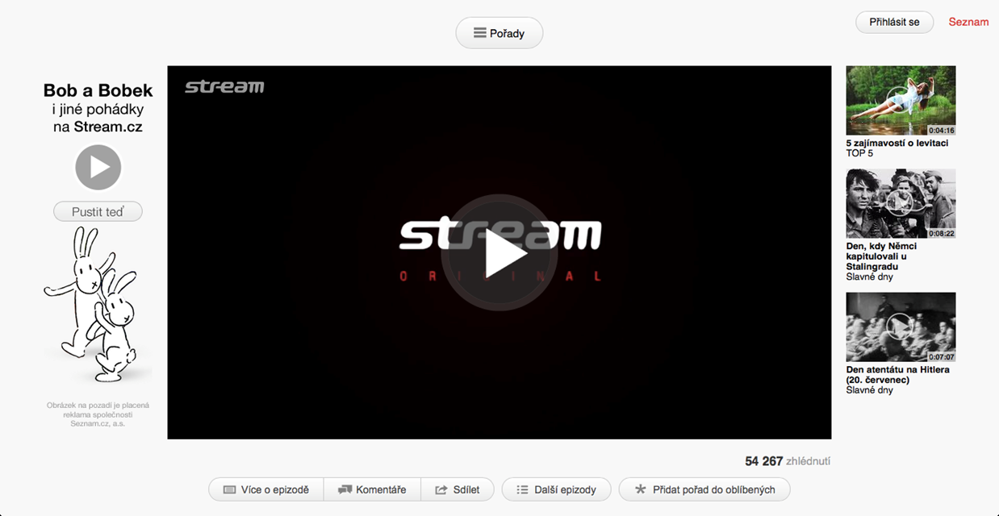 Pořady
Přihlásit se
Seznam
Bob a Bobek
i jiné pohádky
na Stream.cz
Pustit teď
Obrázek na pozadí je placená
reklama společnosti
Seznam.cz, a.s.
stream
stream
ORIGINAL
0:04:16
5 zajímavostí o levitaci
TOP 5
0:08:22
Den, kdy Němci
kapitulovali u
Stalingradu
Slavné dny
0:07:07
Den atentátu na Hitlera
(20. červenec)
Slavné dny
54 267 zhlédnutí
Více o epizodě
Komentáře
Sdílet
Další epizody
Přidat pořad do oblíbených